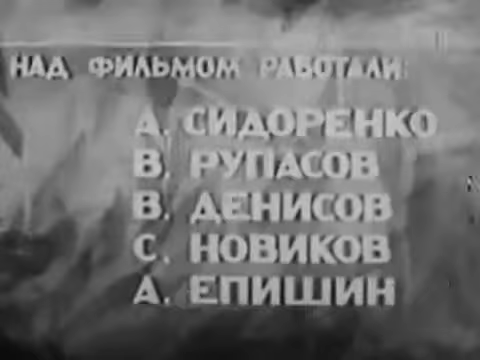 НАД ФИЛЬМОМ РАБОТАЛИ:
А. СИДОРЕНКО
В. РУПАСОВ
В. ДЕНИСОВ
С. НОВИКОВ
А. ЕПИШИН